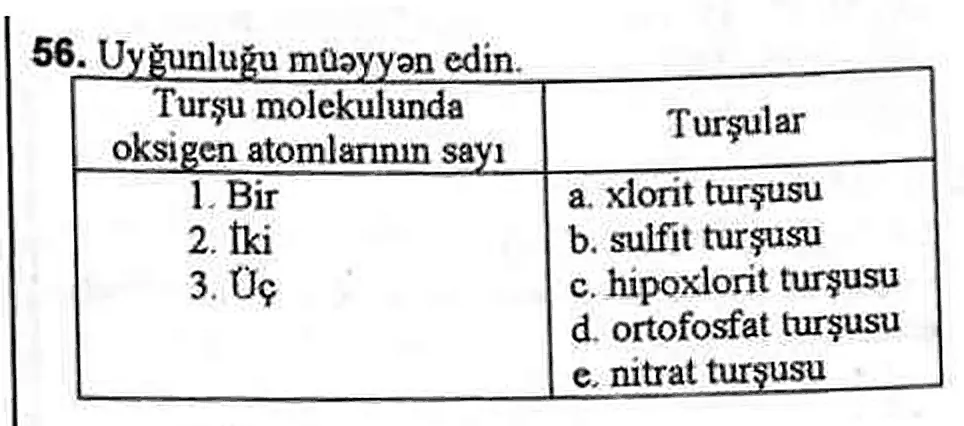 56. Uyğunluğu müəyyən edin.
Turşu molekulunda
oksigen atomlarının sayı
Turşular
1. Bir
2. İki
3. Üç
a. xlorit turşusu
b. sulfit turşusu
c. hipoxlorit turşusu
d. ortofosfat turşusu
e. nitrat turşusu